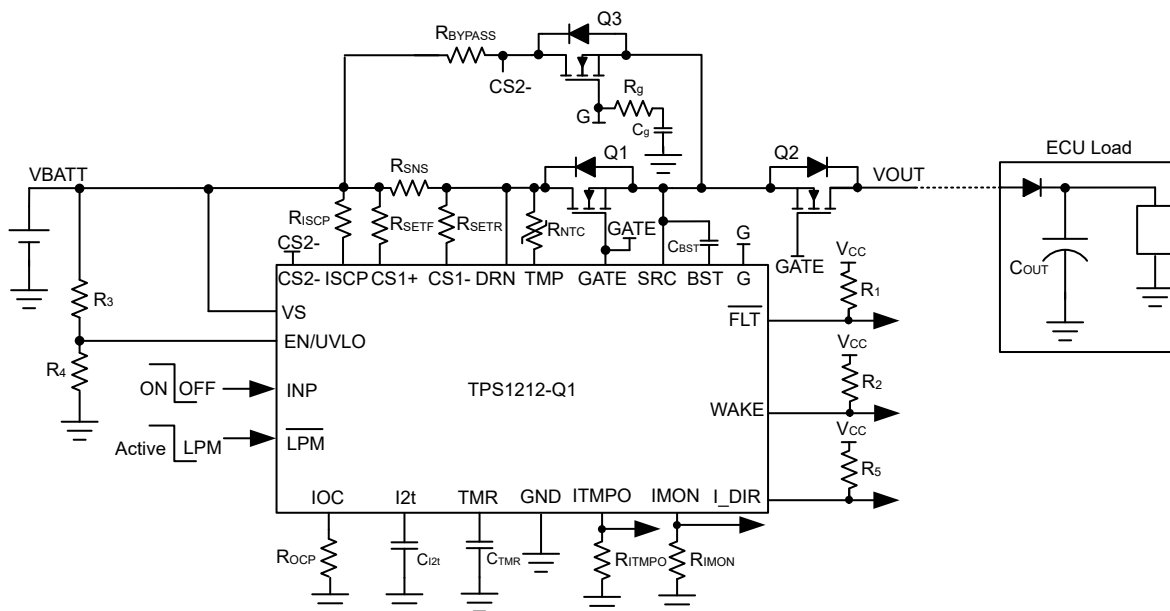 Q3
RBYPASS
CS2-
Rg
G
Cg
ECU Load
VBATT
RSNS
Q1
Q2
VOUT
RISCP
RSETF
RSETR
RNTC
GATE
CBST
G
CS2-
GATE
VCC
COUT
CS2- ISCP CS1+ CS1- DRN TMP GATE SRC BST G
R3
VS
FLT
R1
EN/UVLO
VCC
R4
TPS1212-Q1
R2
ON OFF
INP
WAKE
VCC
Active LPM
LPM
R5
IOC I2t TMR GND ITMPO IMON I_DIR
ROCP
CI2t
CTMR
RITMPO
RIMON